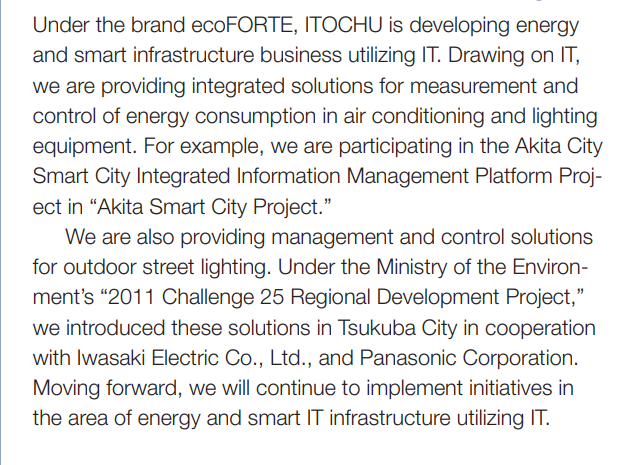 Under the brand ecoFORTE, ITOCHU is developing energy
and smart infrastructure business utilizing IT. Drawing on IT,
we are providing integrated solutions for measurement and
control of energy consumption in air conditioning and lighting
equipment. For example, we are participating in the Akita City
Smart City Integrated Information Management Platform Proj-
ect in “Akita Smart City Project.”
We are also providing management and control solutions
for outdoor street lighting. Under the Ministry of the Environ-
ment’s “2011 Challenge 25 Regional Development Project,”
we introduced these solutions in Tsukuba City in cooperation
with Iwasaki Electric Co., Ltd., and Panasonic Corporation.
Moving forward, we will continue to implement initiatives in
the area of energy and smart IT infrastructure utilizing IT.